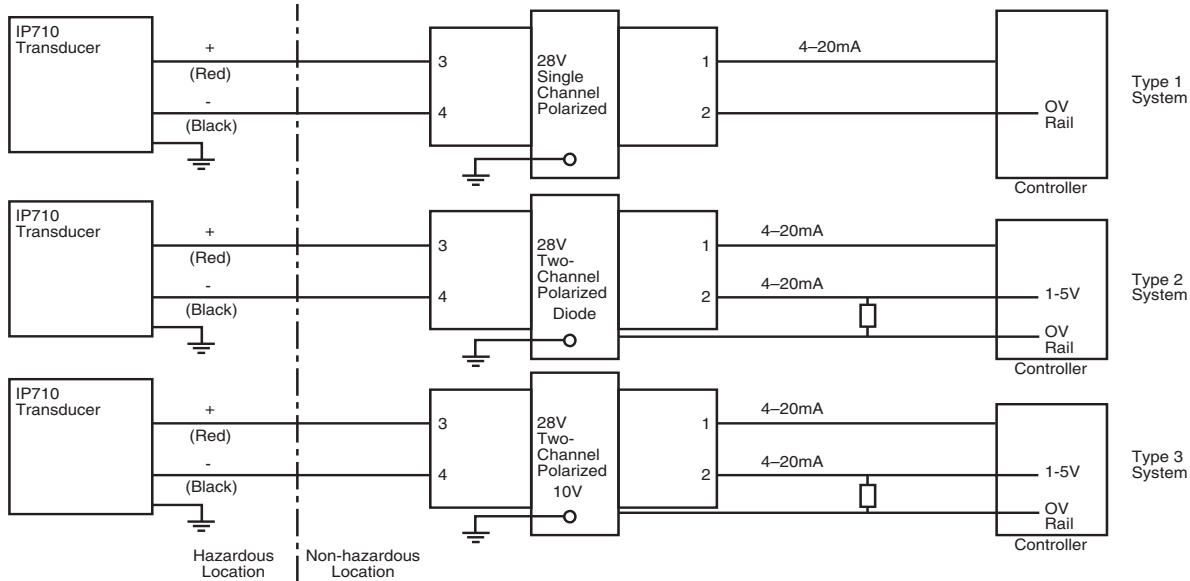 IP710
Transducer
+
(Red)
-
(Black)
3
4
28V
Single
Channel
Polarized
1
2
4–20mA
OV
Rail
Controller
Type 1
System
IP710
Transducer
+
(Red)
-
(Black)
3
4
28V
Two-
Channel
Polarized
Diode
1
2
4–20mA
4–20mA
1-5V
OV
Rail
Controller
Type 2
System
IP710
Transducer
+
(Red)
-
(Black)
3
4
28V
Two-
Channel
Polarized
10V
1
2
4–20mA
4–20mA
1-5V
OV
Rail
Controller
Type 3
System
Hazardous
Location
Non-hazardous
Location